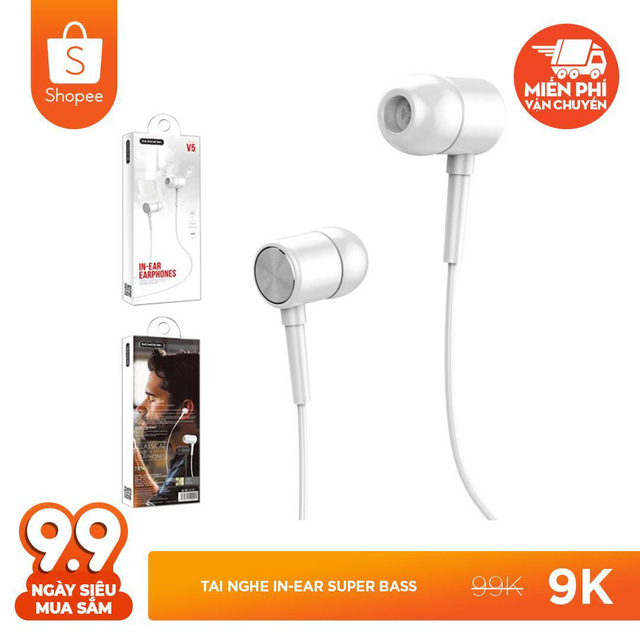 Shopee
MIỄN PHÍ
VẬN CHUYỂN
V5
IN-EAR
EARPHONES
9.9
NGÀY SIÊU
MUA SẮM
TAI NGHE IN-EAR SUPER BASS
99K
9K